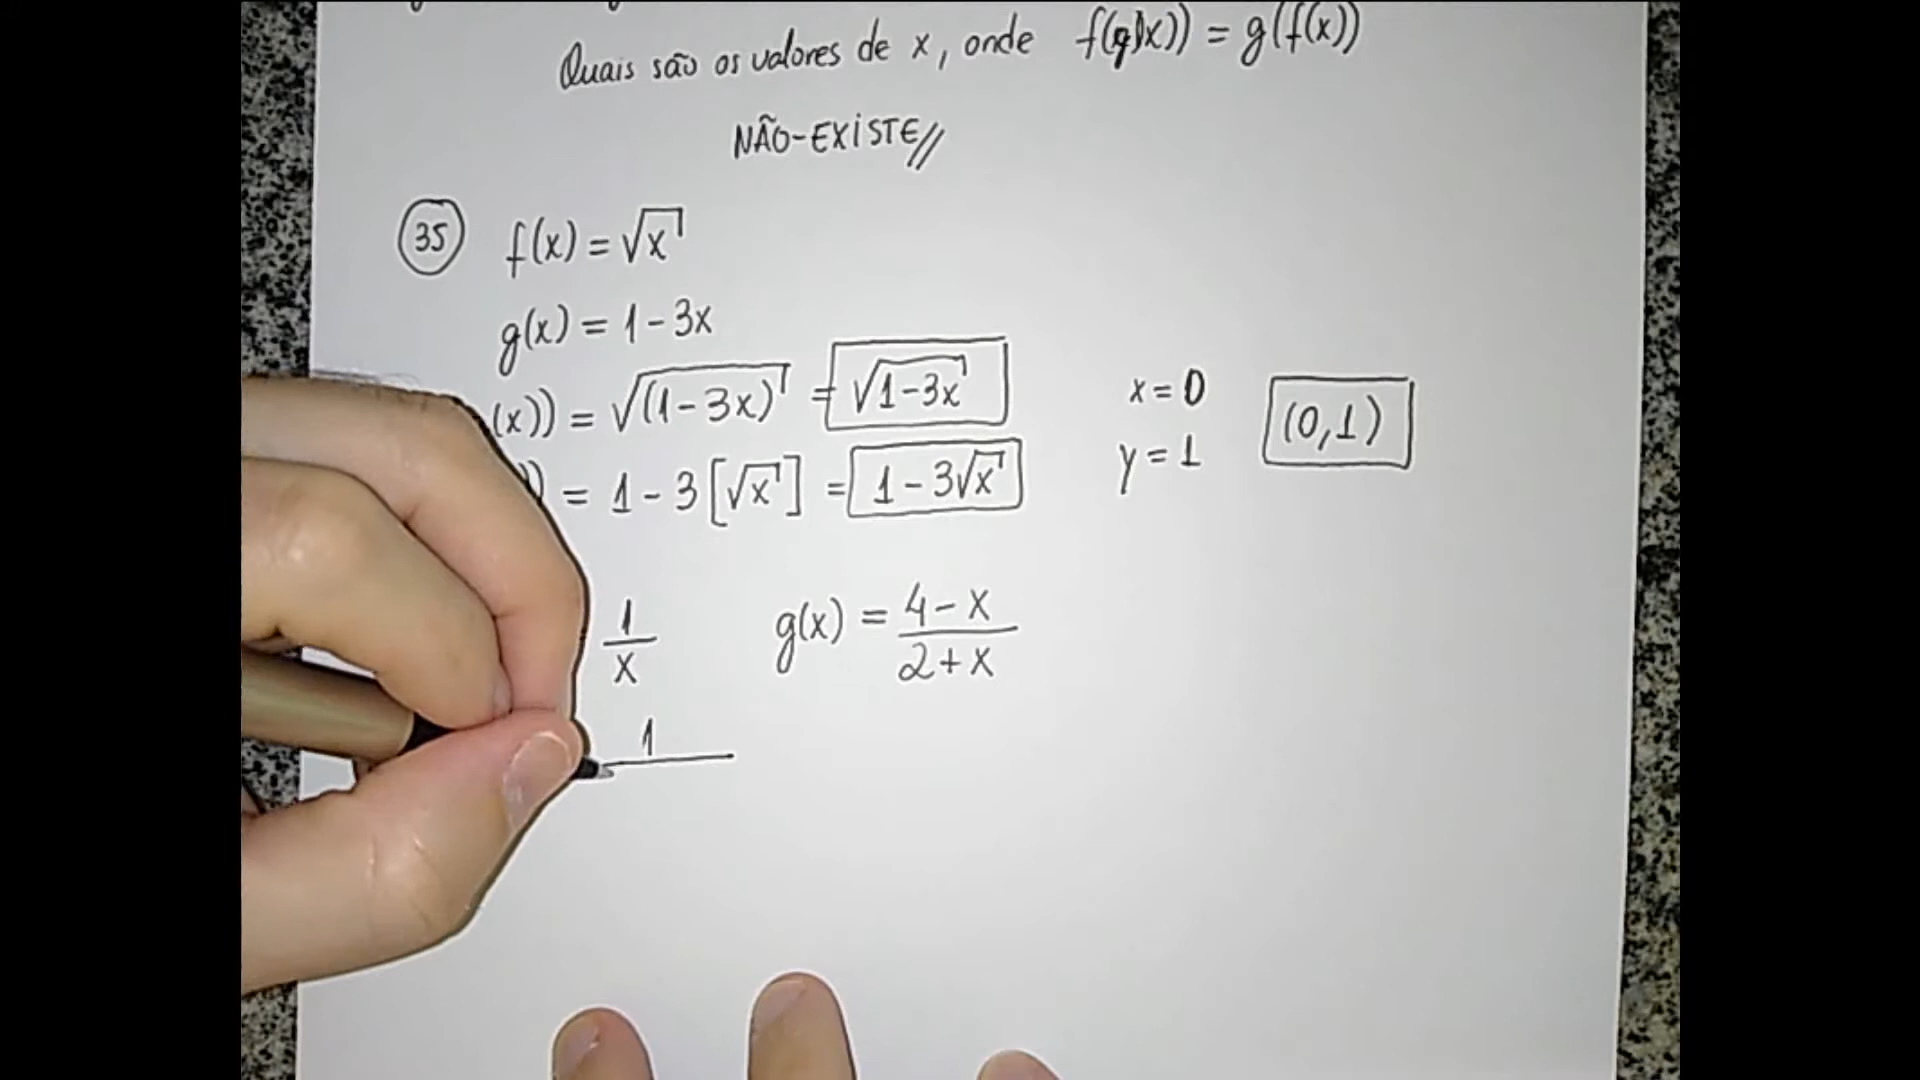 Quais são os valores de x, onde f(g(x)) = g(f(x))
NÃO-EXISTE//
35 f(x) = √x
g(x) = 1-3x
(x)) = √(1-3x) = √1-3x
x = 0
y = 1
(0,1)
)) = 1-3[√x] = 1-3√x
1/x g(x) = 4-x/2+x
1